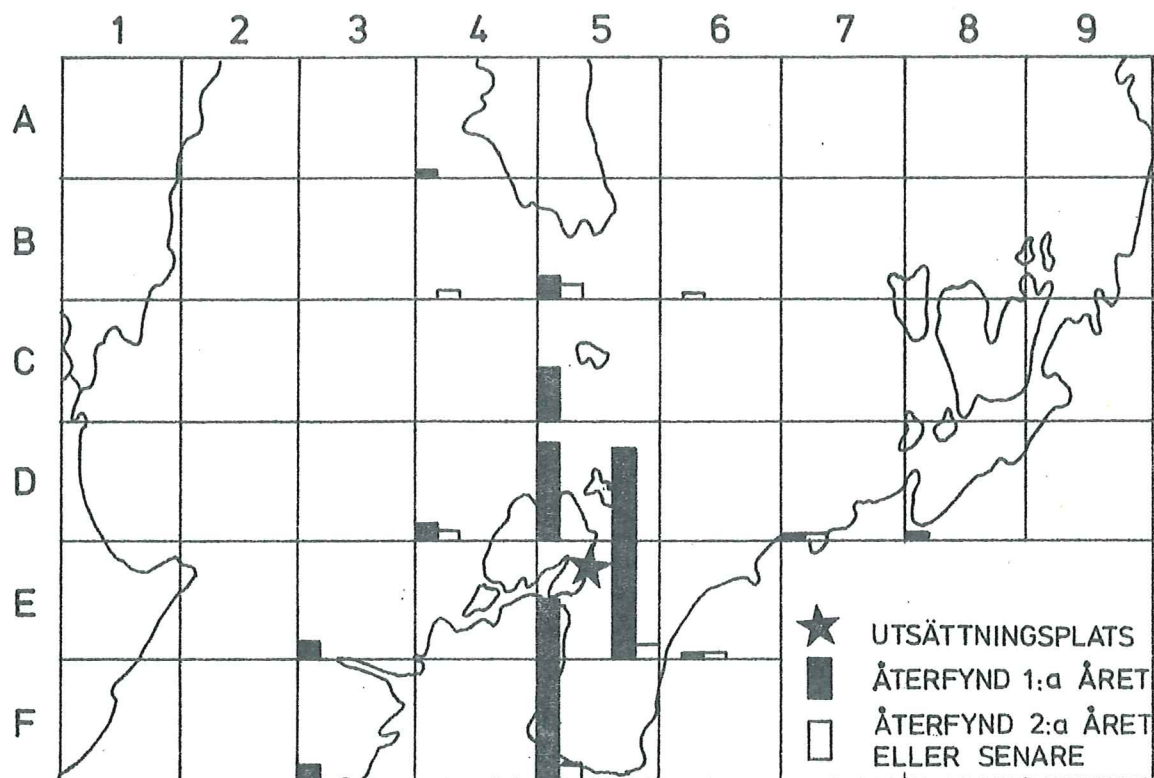 1 2 3 4 5 6 7 8 9
A
B
C
D
E
F
UTSÄTTNINGSPLATS
ÅTERFYND 1:a ÅRET
ÅTERFYND 2:a ÅRET
ELLER SENARE